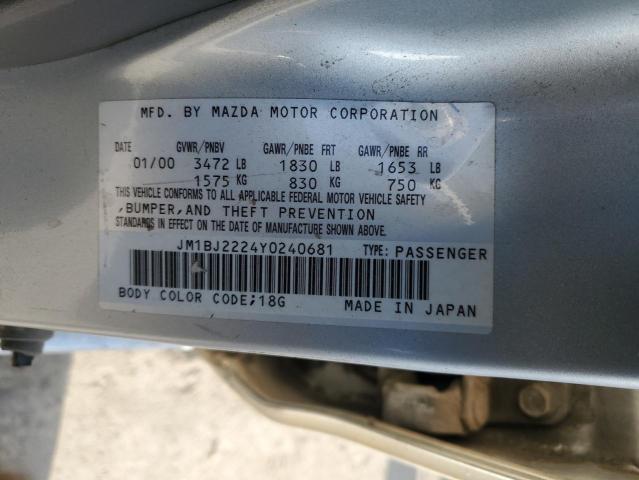 MFD. BY MAZDA MOTOR CORPORATION
DATE GVWR/PNBV GAWR/PNBE FRT GAWR/PNBE RR
01/00 3472 LB 1830 LB 1653 LB
1575 KG 830 KG 750 KG
THIS VEHICLE CONFORMS TO ALL APPLICABLE FEDERAL MOTOR VEHICLE SAFETY
,BUMPER,AND THEFT PREVENTION
STANDARDS IN EFFECT ON THE DATE OF MANUFACTURE SHOWN ABOVE.
JM1BJ2224Y0240681 TYPE: PASSENGER
BODY COLOR CODE;18G MADE IN JAPAN